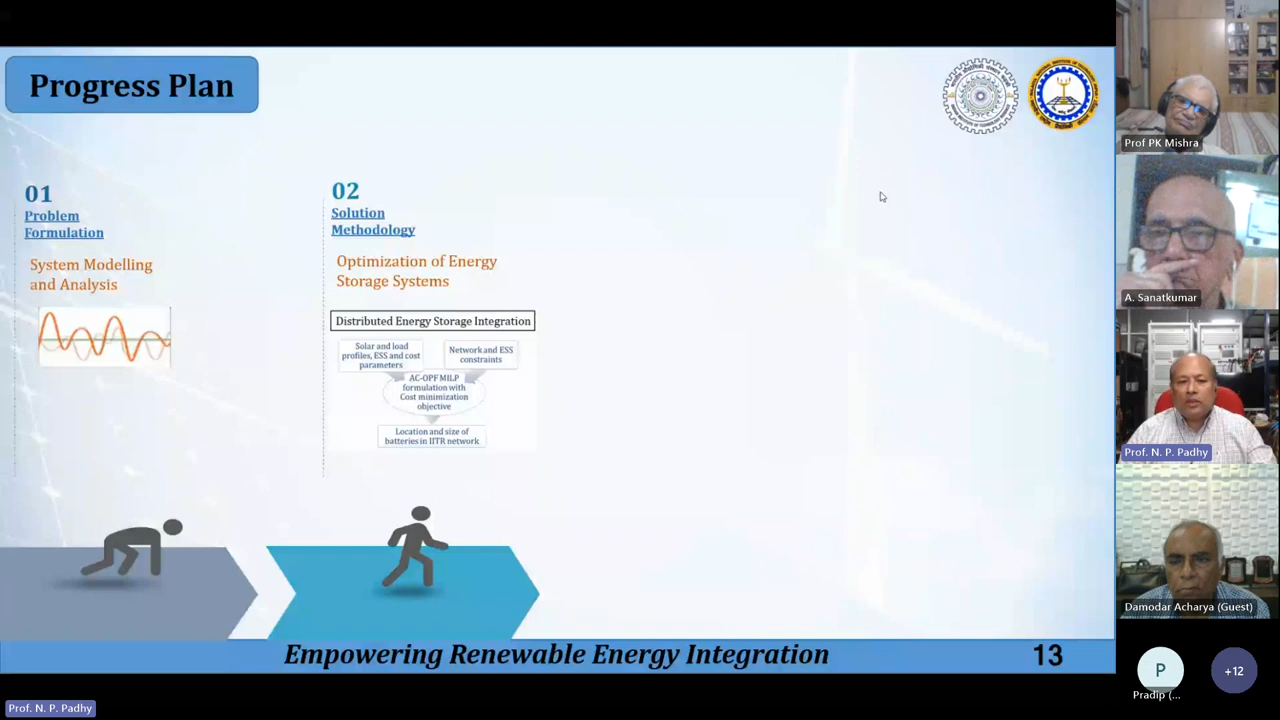 Progress Plan
01
Problem
Formulation
System Modelling
and Analysis
02
Solution
Methodology
Optimization of Energy
Storage Systems
Distributed Energy Storage Integration
Solar and load
profiles, ESS and cost
parameters
Network and ESS
constraints
AC-OPF MILP
formulation with
Cost minimization
objective
Location and size of
batteries in IITR network
Empowering Renewable Energy Integration
13
Prof. N. P. Padhy
Prof PK Mishra
A. Sanatkumar
Prof. N. P. Padhy
Damodar Acharya (Guest)
P
Pradip (...
+12